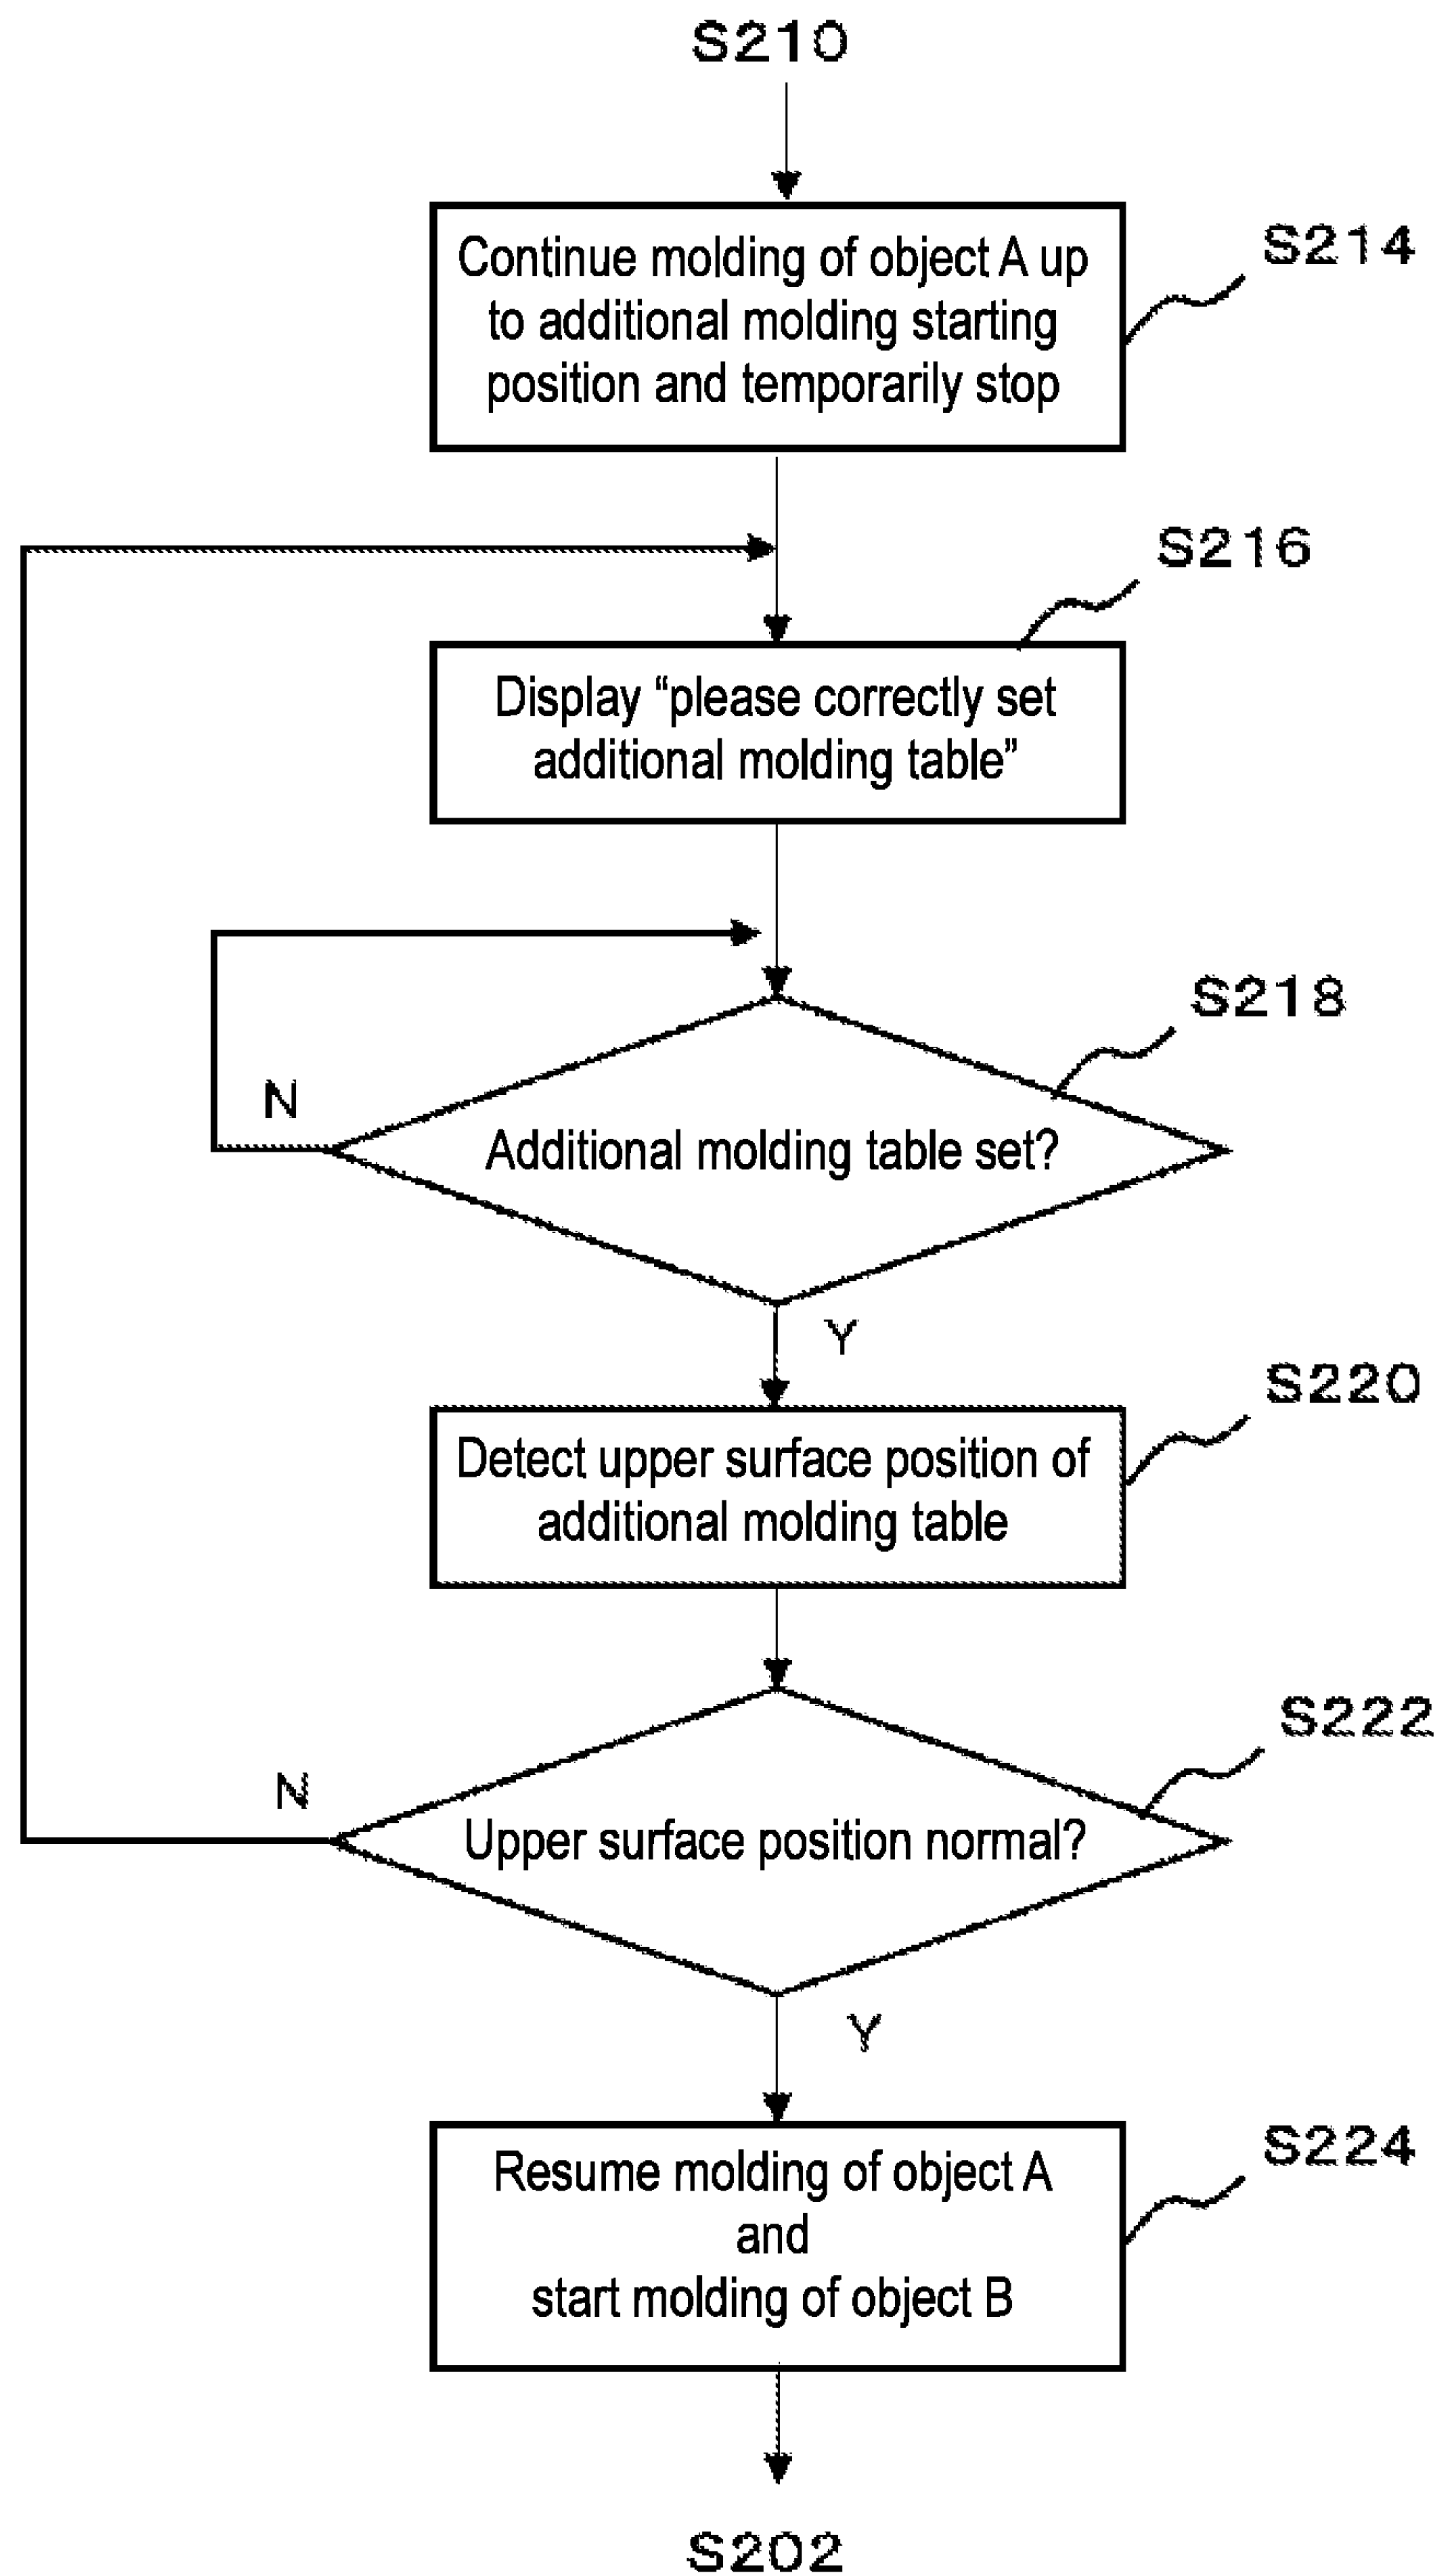 S210
Continue molding of object A up
to additional molding starting
position and temporarily stop
S214
S216
Display “please correctly set
additional molding table”
S218
N
Additional molding table set?
Y
S220
Detect upper surface position of
additional molding table
S222
N
Upper surface position normal?
Y
S224
Resume molding of object A
and
start molding of object B
S202